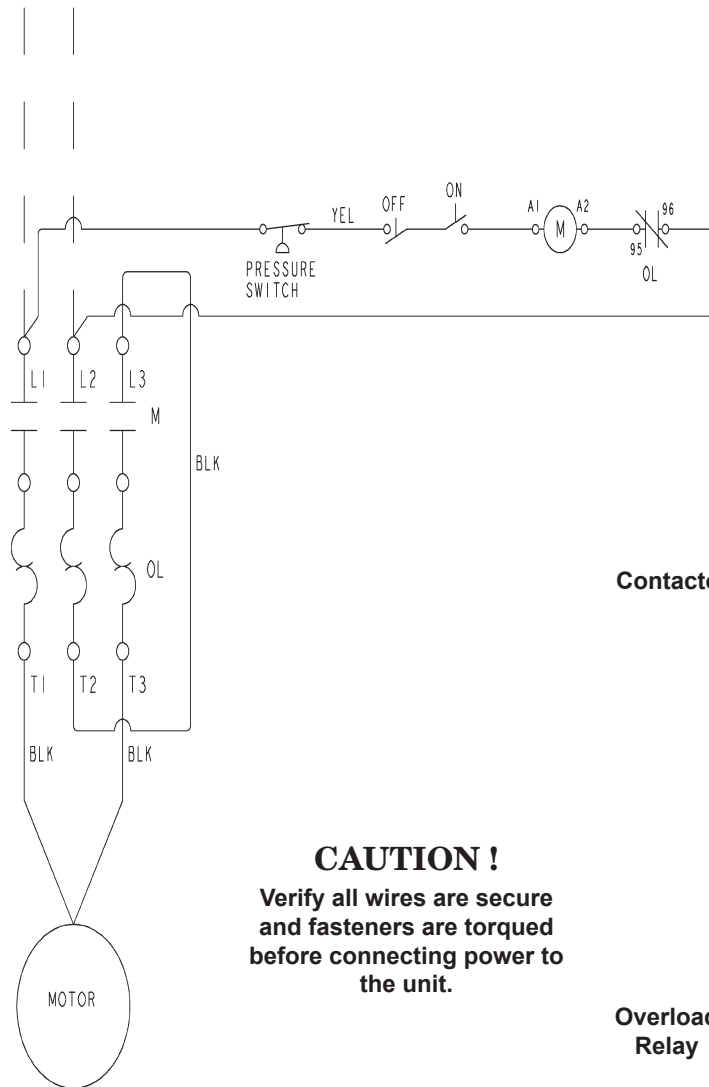 YEL
OFF
ON
A1
M
A2
95
96
OL
PRESSURE
SWITCH
L1
L2
L3
M
BLK
OL
T1
T2
T3
BLK
BLK
MOTOR
CAUTION !
Verify all wires are secure
and fasteners are torqued
before connecting power to
the unit.
Relay